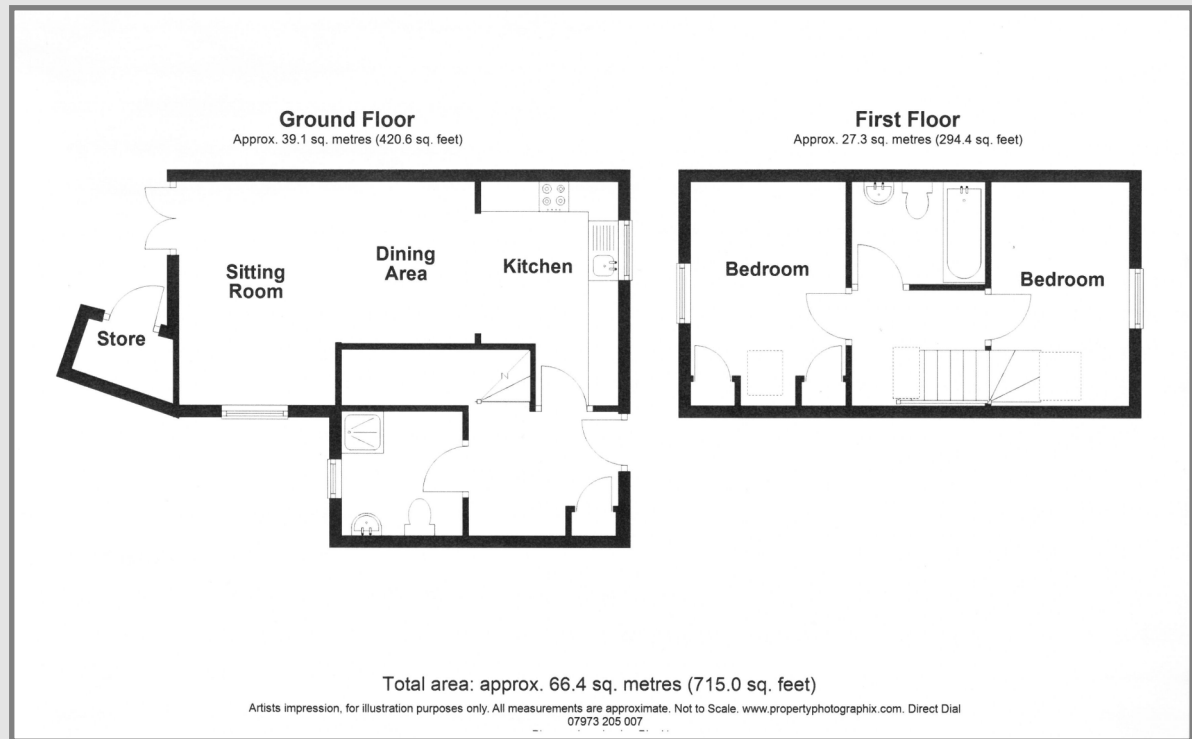 Ground Floor
Approx. 39.1 sq. metres (420.6 sq. feet)
First Floor
Approx. 27.3 sq. metres (294.4 sq. feet)
Sitting
Room
Dining
Area
Kitchen
Store
N
Bedroom
Bedroom
Total area: approx. 66.4 sq. metres (715.0 sq. feet)
Artists impression, for illustration purposes only. All measurements are approximate. Not to Scale. www.propertyphotographix.com. Direct Dial
07973 205 007